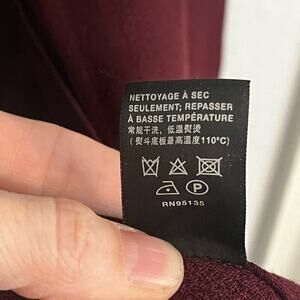 NETTOYAGE À SEC
SEULEMENT; REPASSER
À BASSE TEMPÉRATURE
常规干洗, 低温熨烫
(熨斗底板最高温度110°C)
P
RN95135